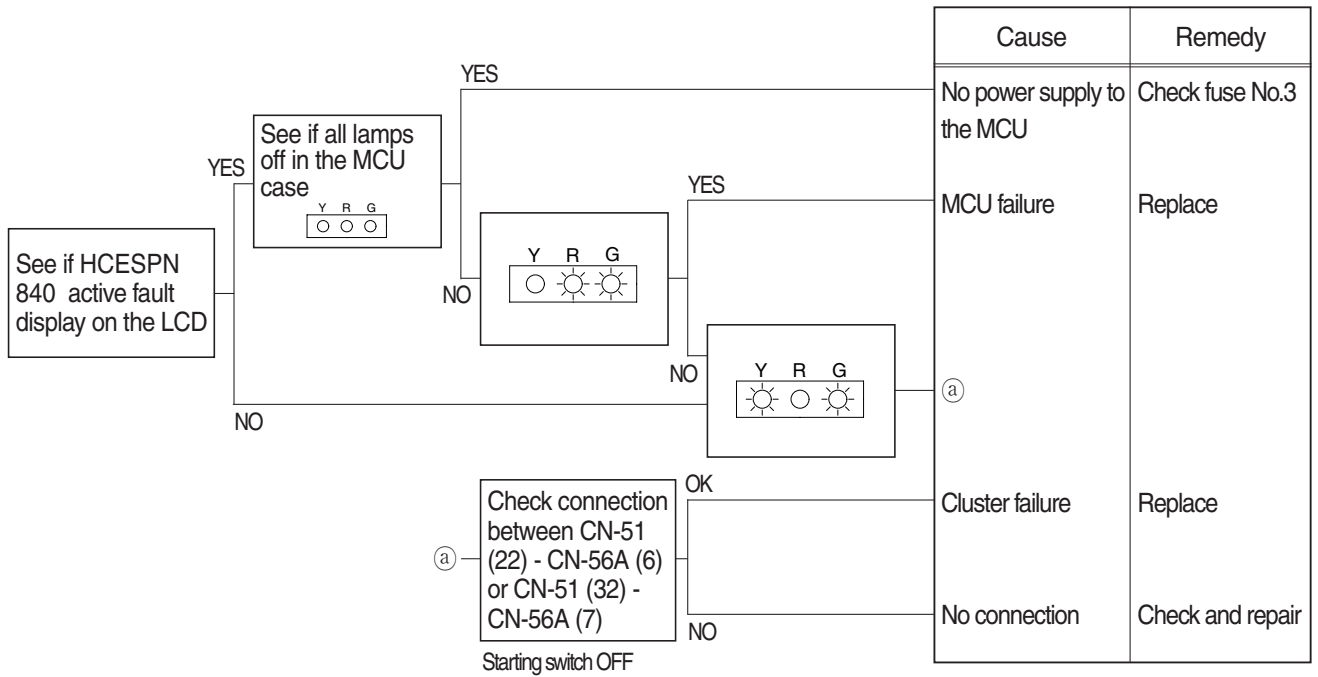 Cause
Remedy
YES
No power supply to
the MCU
Check fuse No.3
See if all lamps
off in the MCU
case
Y R G
YES
YES
MCU failure
Replace
Y R G
NO
See if HCESPN
840 active fault
display on the LCD
Y R G
NO
ⓐ
NO
Check connection
between CN-51
(22) - CN-56A (6)
or CN-51 (32) -
CN-56A (7)
OK
Cluster failure
Replace
ⓐ
No connection
Check and repair
NO
Starting switch OFF